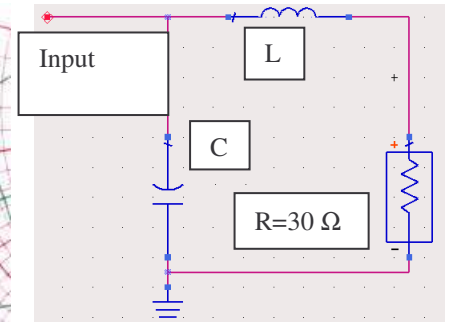 Input
L
+
C
+
R=30 Ω
-